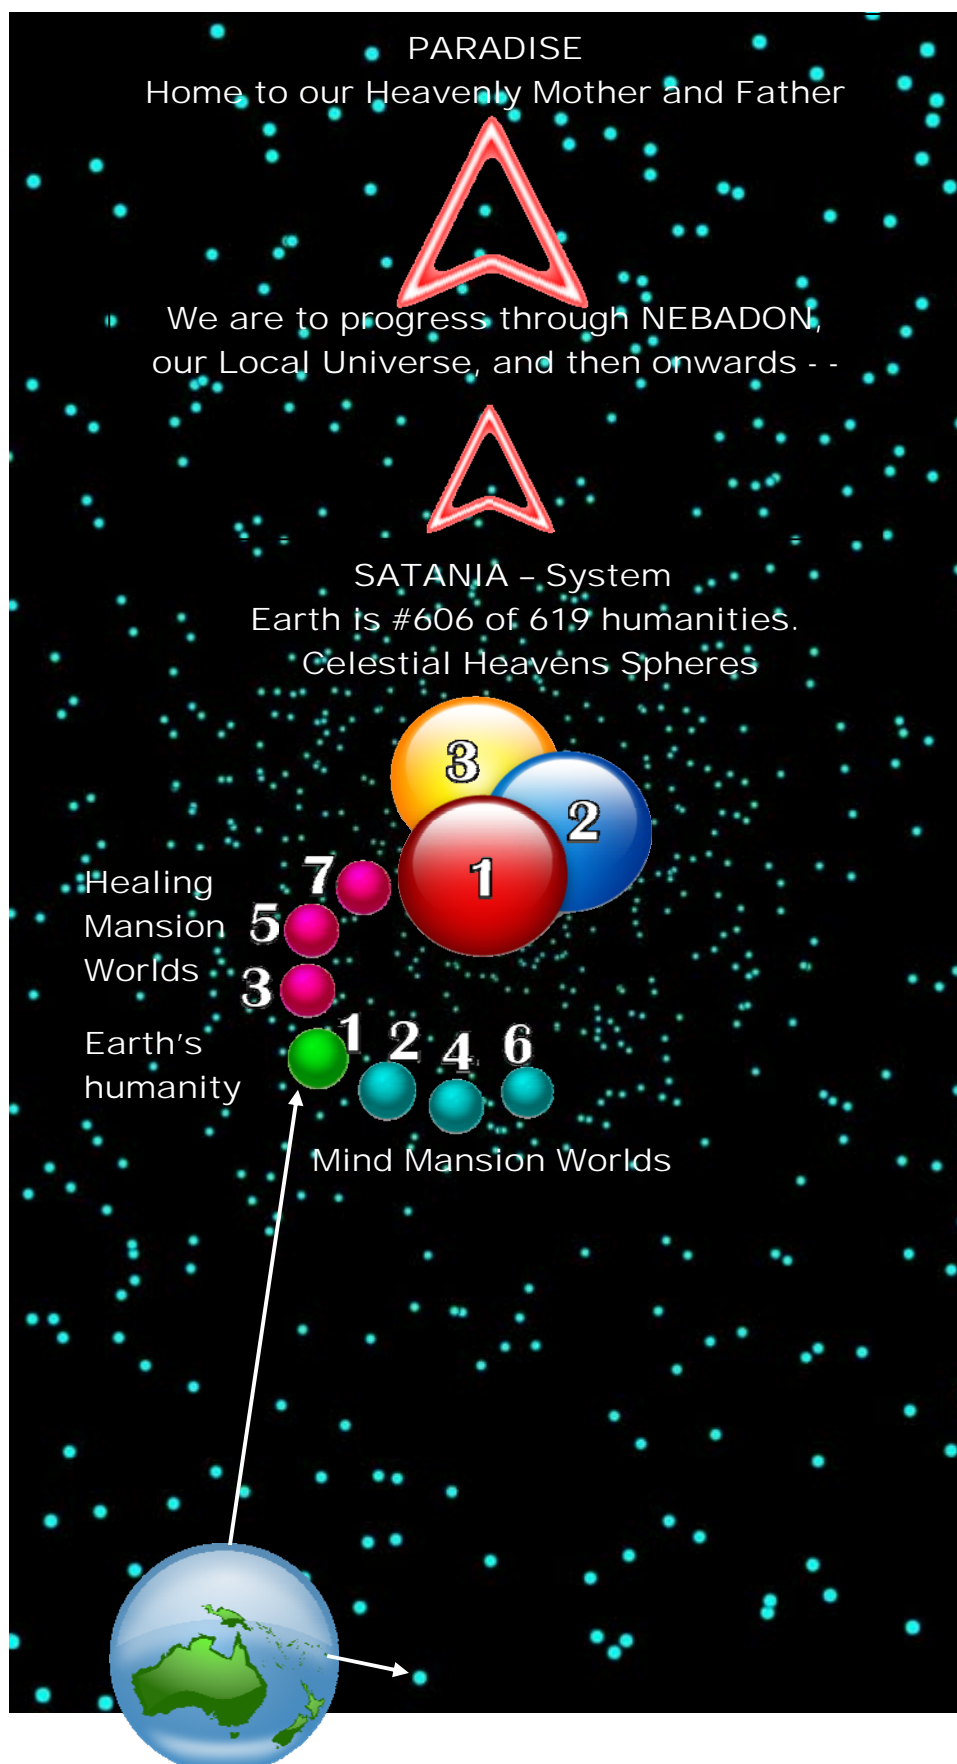 PARADISE
Home to our Heavenly Mother and Father
We are to progress through NEBADON,
our Local Universe, and then onwards - -
SATANIA – System
Earth is #606 of 619 humanities.
Celestial Heavens Spheres
3
2
1
Healing
Mansion
Worlds
7
5
3
Earth's
humanity
1
2
4
6
Mind Mansion Worlds